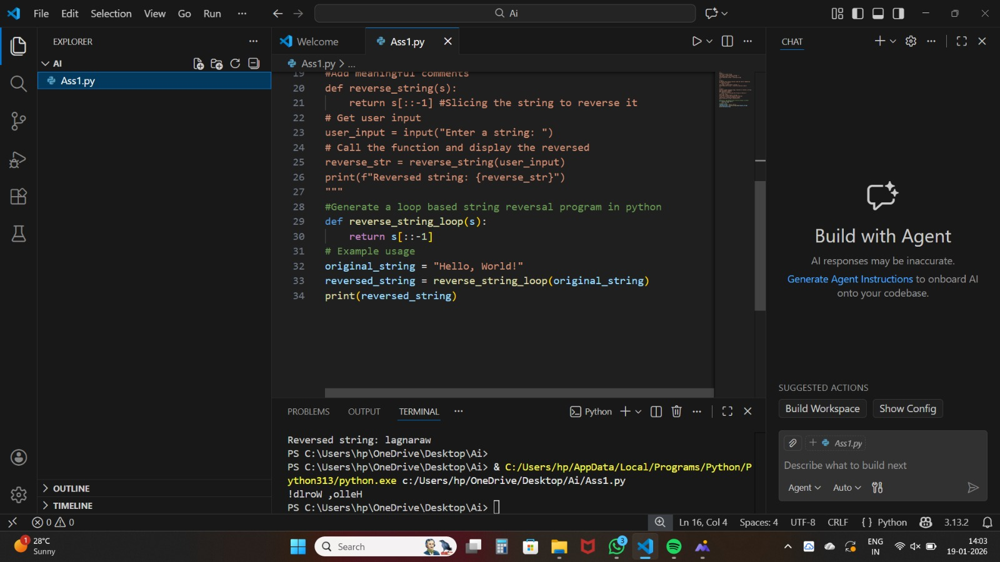 File Edit Selection View Go Run ...
Ai
EXPLORER
AI
Ass1.py
OUTLINE
TIMELINE
Welcome
Ass1.py
Ass1.py > ...
19 #Add meaningful comments
20 def reverse_string(s):
21 return s[::-1] #Slicing the string to reverse it
22 # Get user input
23 user_input = input("Enter a string: ")
24 # Call the function and display the reversed
25 reverse_str = reverse_string(user_input)
26 print(f"Reversed string: {reverse_str}")
27 """
28 #Generate a loop based string reversal program in python
29 def reverse_string_loop(s):
30 return s[::-1]
31 # Example usage
32 original_string = "Hello, World!"
33 reversed_string = reverse_string_loop(original_string)
34 print(reversed_string)
PROBLEMS OUTPUT TERMINAL ...
Python
Reversed string: lagnaraw
PS C:\Users\hp\OneDrive\Desktop\Ai>
PS C:\Users\hp\OneDrive\Desktop\Ai> & C:/Users/hp/AppData/Local/Programs/Python/P
ython313/python.exe c:/Users/hp/OneDrive/Desktop/Ai/Ass1.py
!dlroW ,olleH
PS C:\Users\hp\OneDrive\Desktop\Ai>
CHAT
Build with Agent
AI responses may be inaccurate.
Generate Agent Instructions to onboard AI
onto your codebase.
SUGGESTED ACTIONS
Build Workspace Show Config
+ Ass1.py
Describe what to build next
Agent Auto
0 0
Ln 16, Col 4 Spaces: 4 UTF-8 CRLF {} Python 3.13.2
1
28°C
Sunny
Search
3
ENG
IN
14:03
19-01-2026